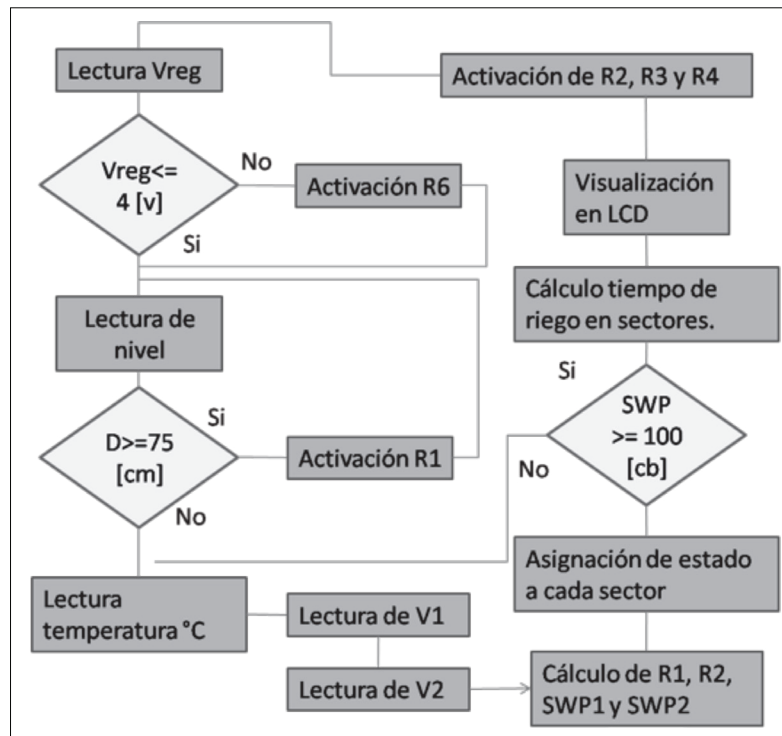 Lectura Vreg
Activación de R2, R3 y R4
Vreg<=
4 [v]
No
Activación R6
Si
Visualización
en LCD
Lectura de
nivel
Cálculo tiempo de
riego en sectores.
Si
D>=75
[cm]
Si
Activación R1
No
SWP
>= 100
[cb]
No
Lectura
temperatura °C
Lectura de V1
Asignación de estado
a cada sector
Lectura de V2
Cálculo de R1, R2,
SWP1 y SWP2